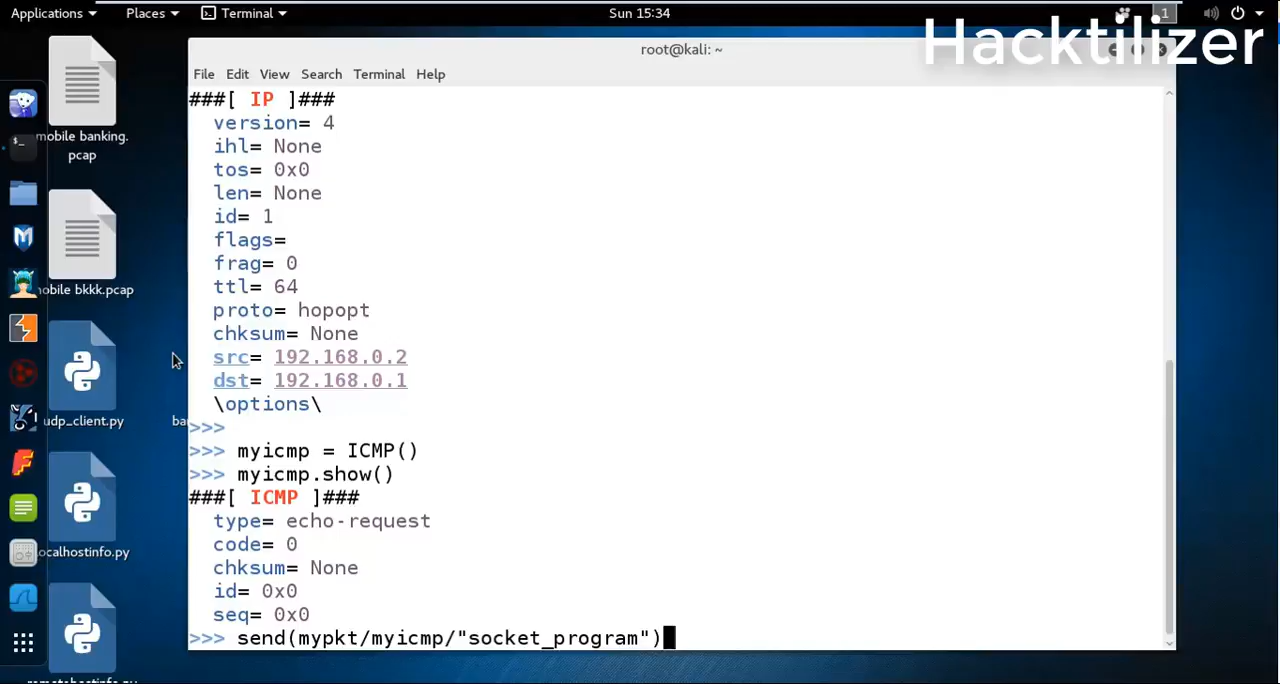 Applications Places Terminal Sun 15:34 1
Hacktilizer
root@kali: ~
File Edit View Search Terminal Help
###[ IP ]###
version= 4
ihl= None
tos= 0x0
len= None
id= 1
flags=
frag= 0
ttl= 64
proto= hopopt
chksum= None
src= 192.168.0.2
dst= 192.168.0.1
\options\
>>>
>>> myicmp = ICMP()
>>> myicmp.show()
###[ ICMP ]###
type= echo-request
code= 0
chksum= None
id= 0x0
seq= 0x0
>>> send(mypkt/myicmp/"socket_program")
mobile banking.
pcap
obile bkkk.pcap
udp_client.py
ba
ocalhostinfo.py